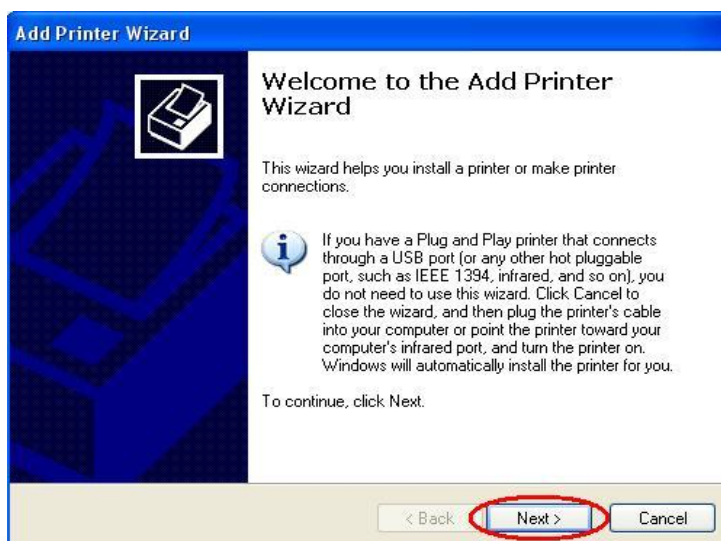 Add Printer Wizard
Welcome to the Add Printer
Wizard
This wizard helps you install a printer or make printer
connections.
If you have a Plug and Play printer that connects
through a USB port (or any other hot pluggable
port, such as IEEE 1394, infrared, and so on), you
do not need to use this wizard. Click Cancel to
close the wizard, and then plug the printer's cable
into your computer or point the printer toward your
computer's infrared port, and turn the printer on.
Windows will automatically install the printer for you.
To continue, click Next.
< Back Next > Cancel